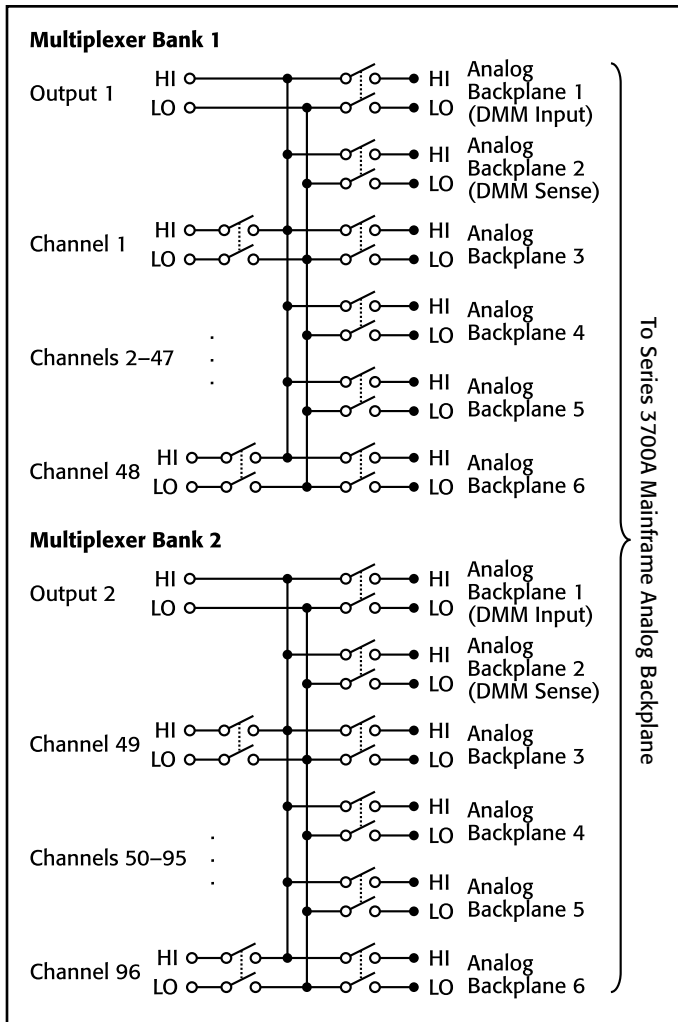 Multiplexer Bank 1
Output 1
HI
LO
HI
LO
Analog
Backplane 1
(DMM Input)
HI
LO
Analog
Backplane 2
(DMM Sense)
Channel 1
HI
LO
HI
LO
Analog
Backplane 3
HI
LO
Analog
Backplane 4
Channels 2–47
HI
LO
Analog
Backplane 5
Channel 48
HI
LO
HI
LO
Analog
Backplane 6
Multiplexer Bank 2
Output 2
HI
LO
HI
LO
Analog
Backplane 1
(DMM Input)
HI
LO
Analog
Backplane 2
(DMM Sense)
Channel 49
HI
LO
HI
LO
Analog
Backplane 3
HI
LO
Analog
Backplane 4
Channels 50–95
HI
LO
Analog
Backplane 5
Channel 96
HI
LO
HI
LO
Analog
Backplane 6
To Series 3700A Mainframe Analog Backplane